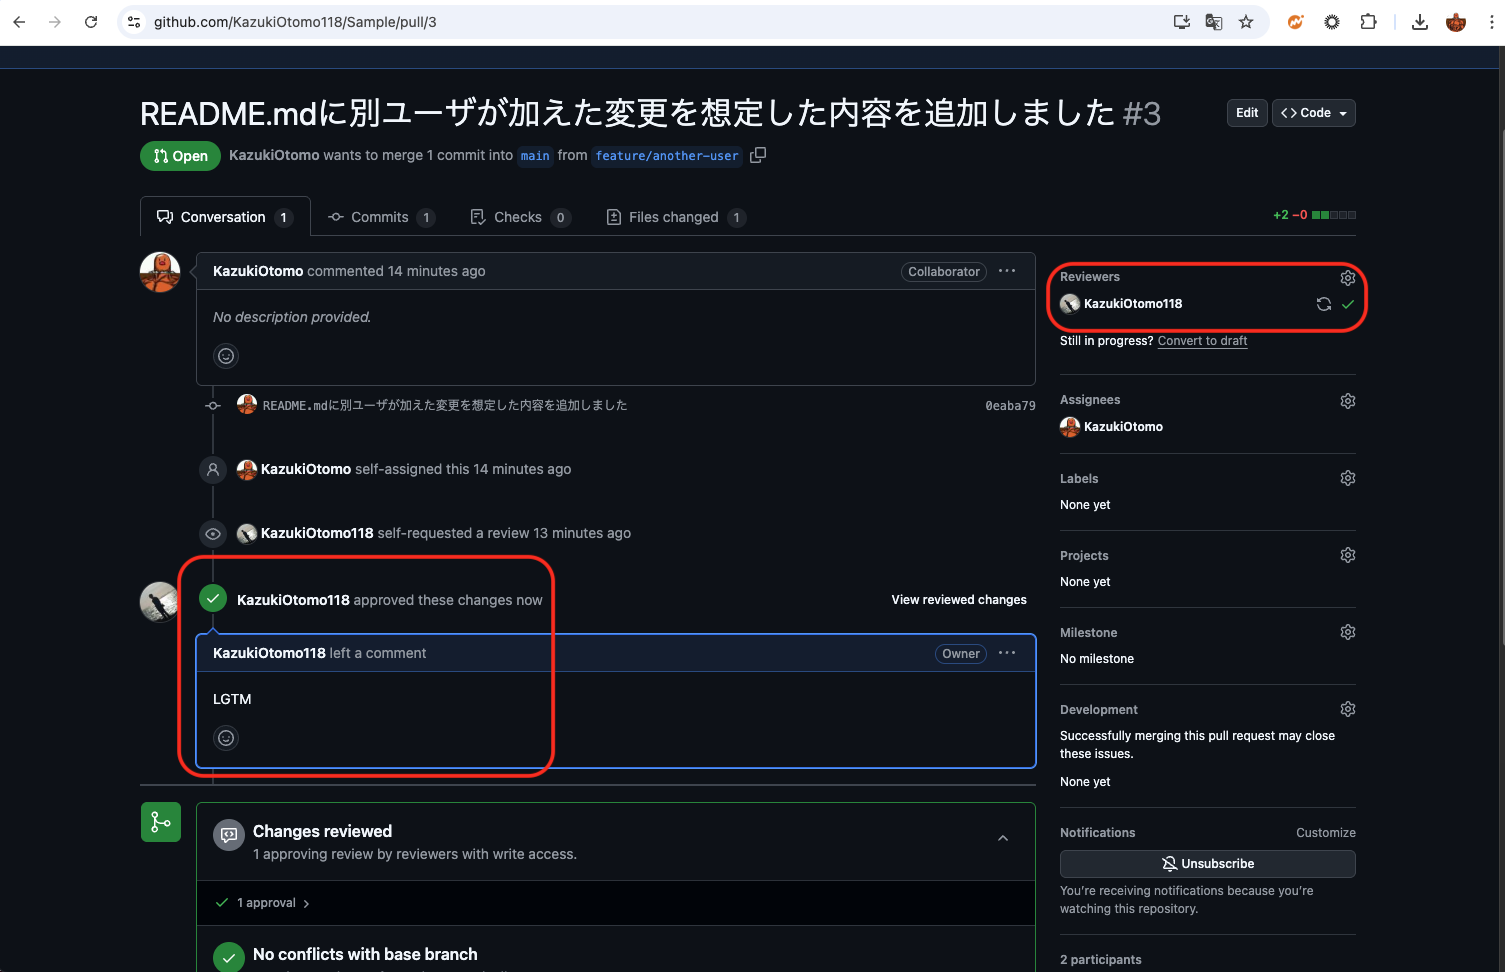 github.com/KazukiOtomo118/Sample/pull/3
README.mdに別ユーザが加えた変更を想定した内容を追加しました #3
Edit
<> Code
Open
KazukiOtomo wants to merge 1 commit into main from feature/another-user
Conversation 1
Commits 1
Checks 0
Files changed 1
+2 −0
KazukiOtomo commented 14 minutes ago
Collaborator
No description provided.
README.mdに別ユーザが加えた変更を想定した内容を追加しました
0eaba79
KazukiOtomo self-assigned this 14 minutes ago
KazukiOtomo118 self-requested a review 13 minutes ago
KazukiOtomo118 approved these changes now
View reviewed changes
KazukiOtomo118 left a comment
Owner
LGTM
Changes reviewed
1 approving review by reviewers with write access.
1 approval
No conflicts with base branch
Reviewers
KazukiOtomo118
Still in progress? Convert to draft
Assignees
KazukiOtomo
Labels
None yet
Projects
None yet
Milestone
No milestone
Development
Successfully merging this pull request may close
these issues.
None yet
Notifications
Customize
Unsubscribe
You're receiving notifications because you're
watching this repository.
2 participants